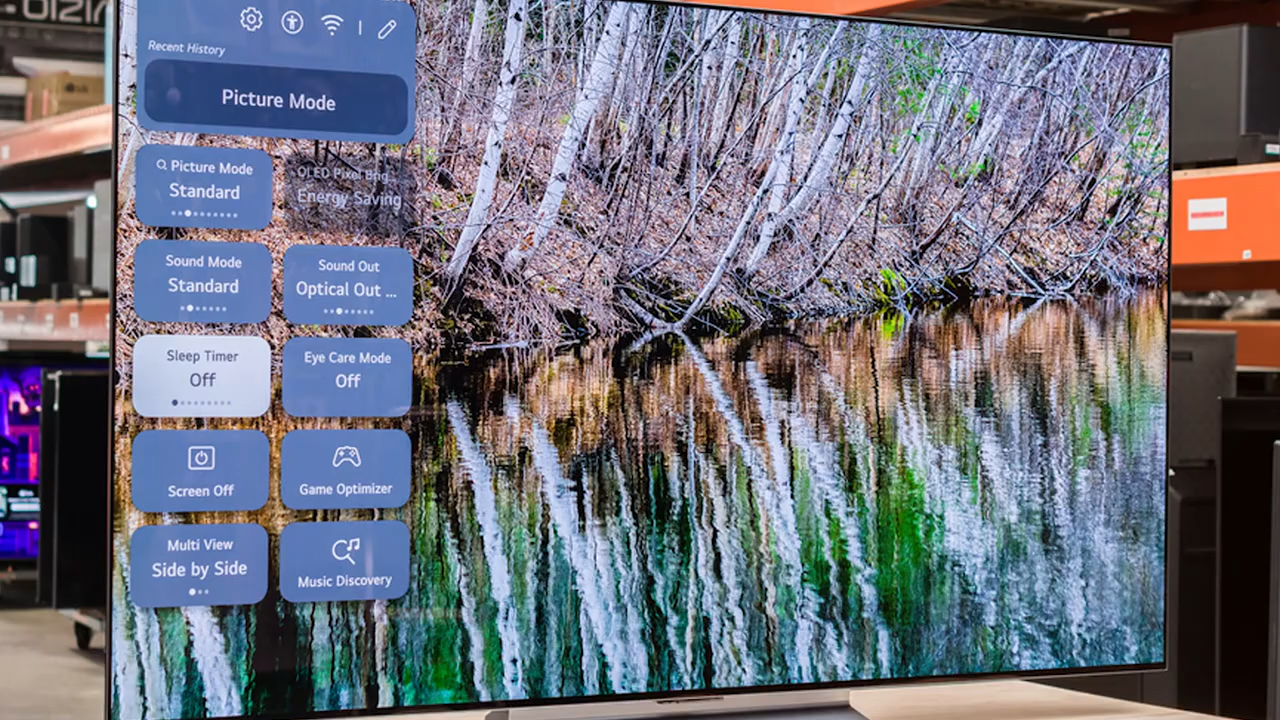 Recent History
Picture Mode
Picture Mode
Standard
OLED Pixel Brig...
Energy Saving
Sound Mode
Standard
Sound Out
Optical Out ...
Sleep Timer
Off
Eye Care Mode
Off
Screen Off
Game Optimizer
Multi View
Side by Side
Music Discovery